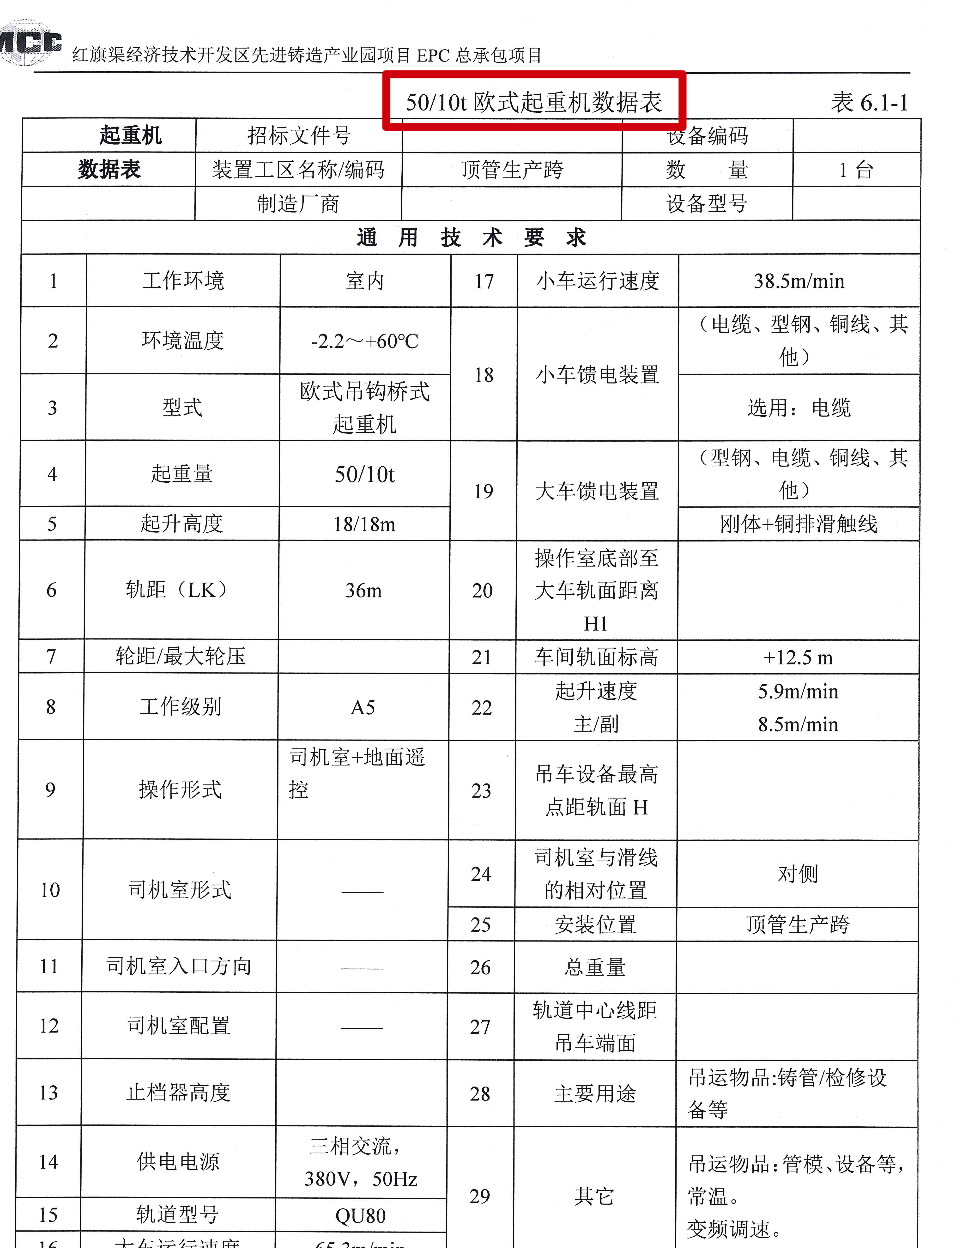 MCC
红旗渠经济技术开发区先进铸造产业园项目 EPC 总承包项目
50/10t 欧式起重机数据表 表 6.1-1
起重机 招标文件号 设备编码
数据表 装置工区名称/编码 顶管生产跨 数 量 1 台
制造厂商 设备型号
通 用 技 术 要 求
1 工作环境 室内 17 小车运行速度 38.5m/min
2 环境温度 -2.2～+60℃ 18 小车馈电装置 （电缆、型钢、铜线、其
他）
3 型式 欧式吊钩桥式
起重机 选用：电缆
4 起重量 50/10t 19 大车馈电装置 （型钢、电缆、铜线、其
他）
5 起升高度 18/18m 刚体+铜排滑触线
6 轨距（LK） 36m 20 操作室底部至
大车轨面距离
H1
7 轮距/最大轮压 21 车间轨面标高 +12.5 m
8 工作级别 A5 22 起升速度
主/副 5.9m/min
8.5m/min
9 操作形式 司机室+地面遥
控 23 吊车设备最高
点距轨面 H
10 司机室形式 —— 24 司机室与滑线
的相对位置 对侧
25 安装位置 顶管生产跨
11 司机室入口方向 —— 26 总重量
12 司机室配置 —— 27 轨道中心线距
吊车端面
13 止档器高度 28 主要用途 吊运物品:铸管/检修设
备等
14 供电电源 三相交流，
380V，50Hz 29 其它 吊运物品：管模、设备等，
常温。
变频调速。
15 轨道型号 QU80
16 大车运行速度 65.3m/min